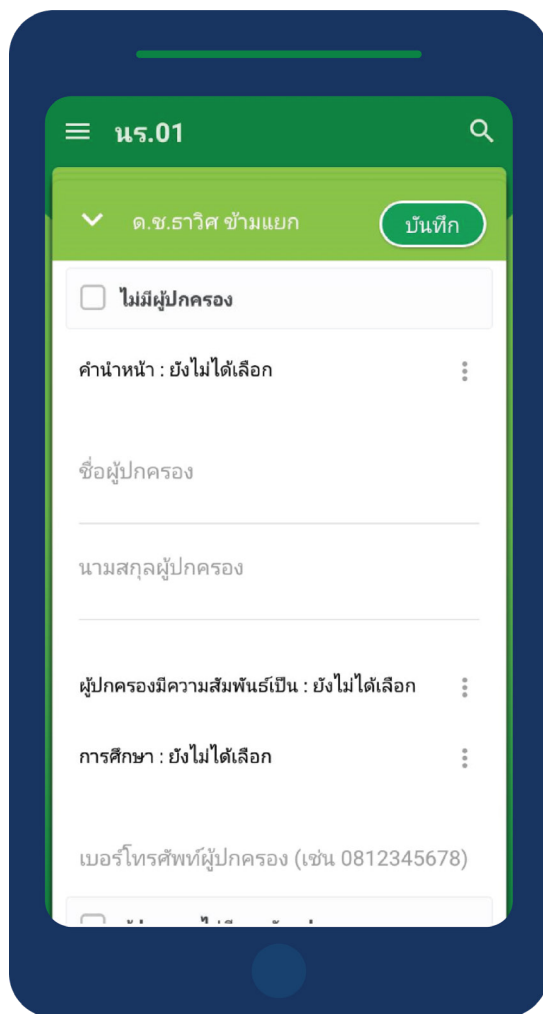 นร.01
ด.ช.ธาวิศ ข้ามแยก
บันทึก
ไม่มีผู้ปกครอง
คำนำหน้า : ยังไม่ได้เลือก
ชื่อผู้ปกครอง
นามสกุลผู้ปกครอง
ผู้ปกครองมีความสัมพันธ์เป็น : ยังไม่ได้เลือก
การศึกษา : ยังไม่ได้เลือก
เบอร์โทรศัพท์ผู้ปกครอง (เช่น 0812345678)